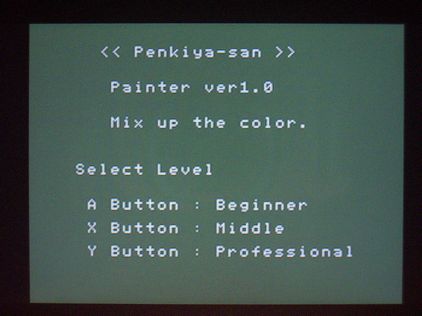 << Penkiya-san >>
Painter ver1.0
Mix up the color.
Select Level
A Button : Beginner
X Button : Middle
Y Button : Professional